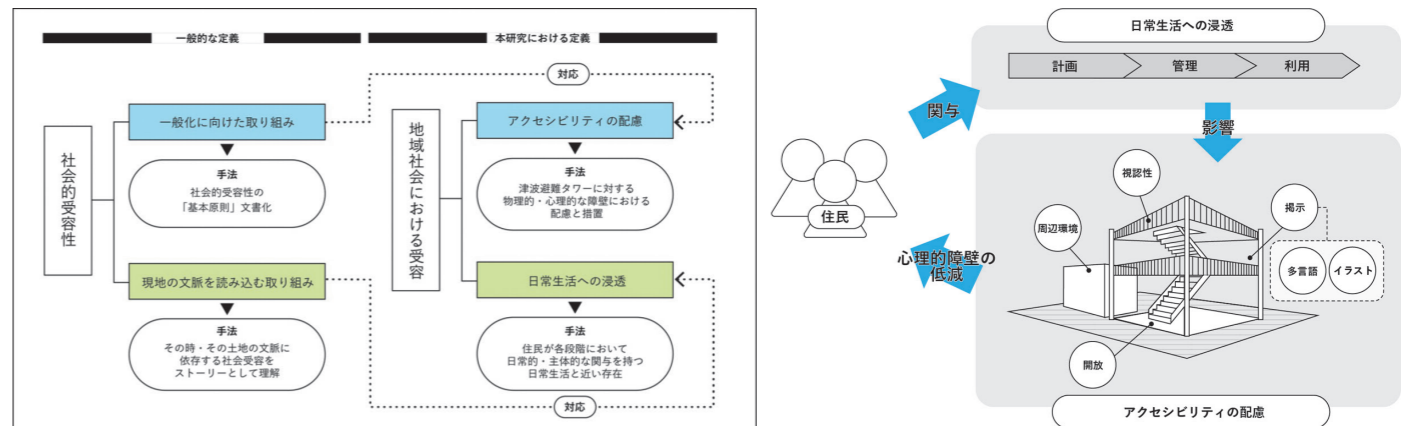 一般的な定義
本研究における定義
対応
社会的受容性
一般化に向けた取り組み
手法
社会的受容性の
「基本原則」文書化
現地の文脈を読み込む取り組み
手法
その時・その土地の文脈に
依存する社会受容を
ストーリーとして理解
地域社会における受容
アクセシビリティの配慮
手法
津波避難タワーに対する
物理的・心理的な障壁における
配慮と措置
日常生活への浸透
手法
住民が各段階において
日常的・主体的な関与を持つ
日常生活と近い存在
対応
日常生活への浸透
計画
管理
利用
関与
影響
住民
心理的障壁の
低減
視認性
周辺環境
掲示
多言語
イラスト
開放
アクセシビリティの配慮